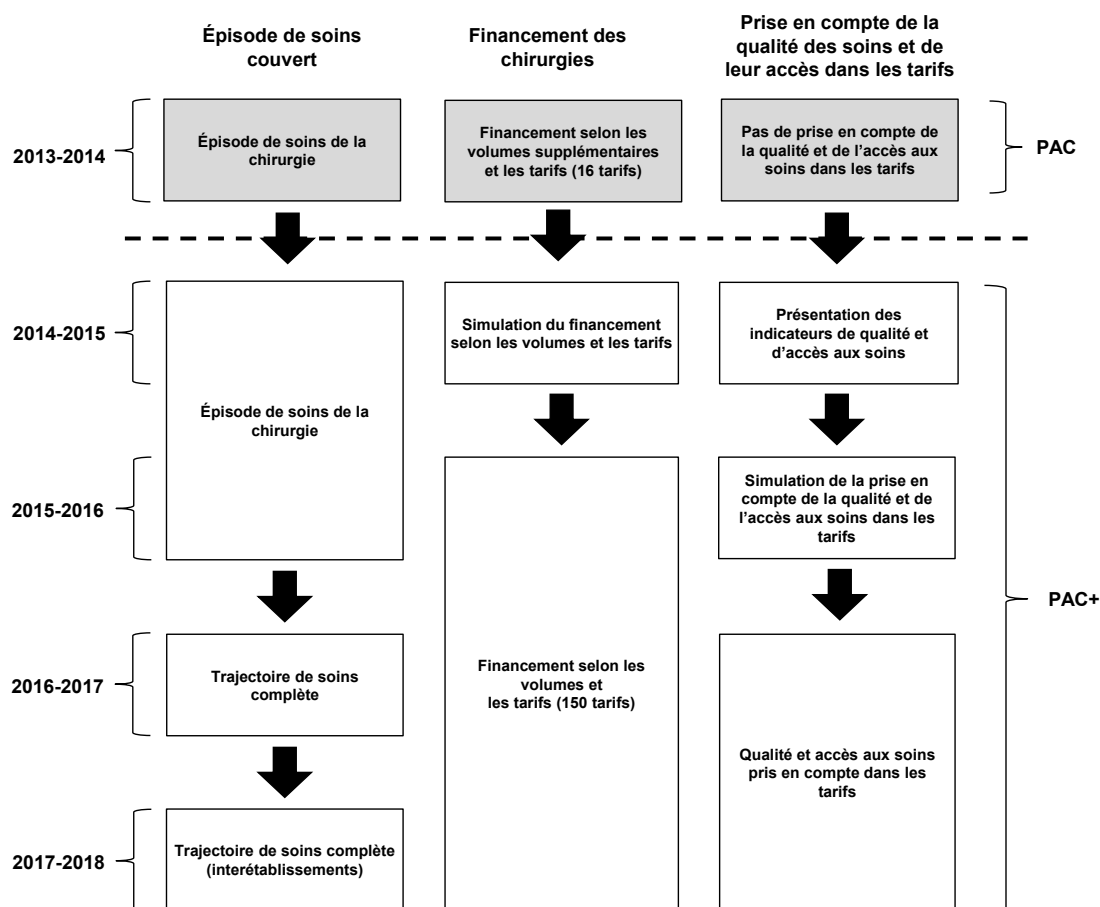 Épisode de soins
couvert
Financement des
chirurgies
Prise en compte de la
qualité des soins et de
leur accès dans les tarifs
2013-2014
Épisode de soins de la
chirurgie
Financement selon les
volumes supplémentaires
et les tarifs (16 tarifs)
Pas de prise en compte de
la qualité et de l'accès aux
soins dans les tarifs
PAC
2014-2015
Simulation du financement
selon les volumes et les tarifs
Présentation des
indicateurs de qualité et
d'accès aux soins
Épisode de soins de la
chirurgie
2015-2016
Simulation de la prise en
compte de la qualité et de
l'accès aux soins dans les
tarifs
PAC+
2016-2017
Trajectoire de soins
complète
Financement selon les
volumes et
les tarifs (150 tarifs)
Qualité et accès aux soins
pris en compte dans les
tarifs
2017-2018
Trajectoire de soins complète
(interétablissements)